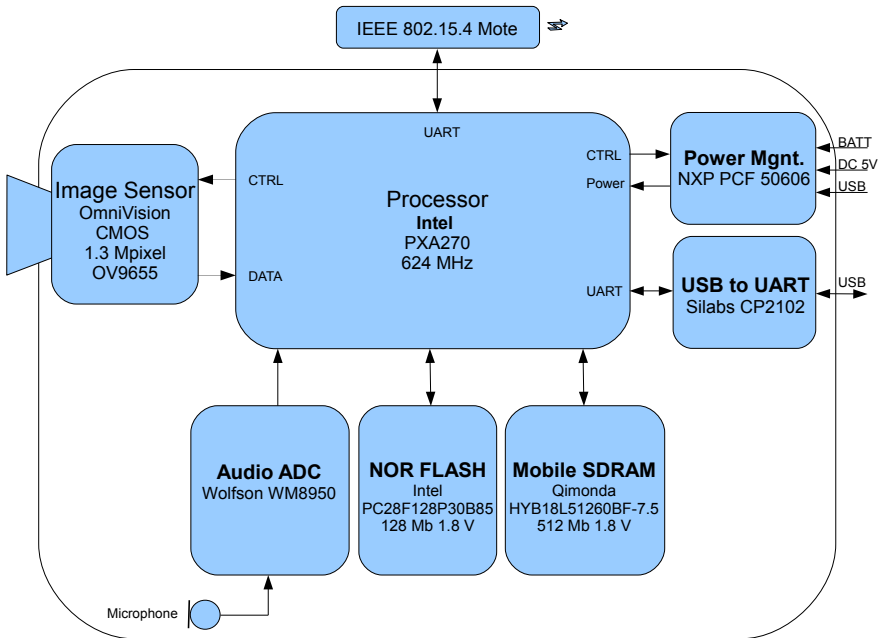 IEEE 802.15.4 Mote
UART
CTRL
DATA
Processor
Intel
PXA270
624 MHz
CTRL
Power
UART
Image Sensor
OmniVision
CMOS
1.3 Mpixel
OV9655
Power Mgnt.
NXP PCF 50606
BATT
DC 5V
USB
USB to UART
Silabs CP2102
USB
Audio ADC
Wolfson WM8950
NOR FLASH
Intel
PC28F128P30B85
128 Mb 1.8 V
Mobile SDRAM
Qimonda
HYB18L51260BF-7.5
512 Mb 1.8 V
Microphone